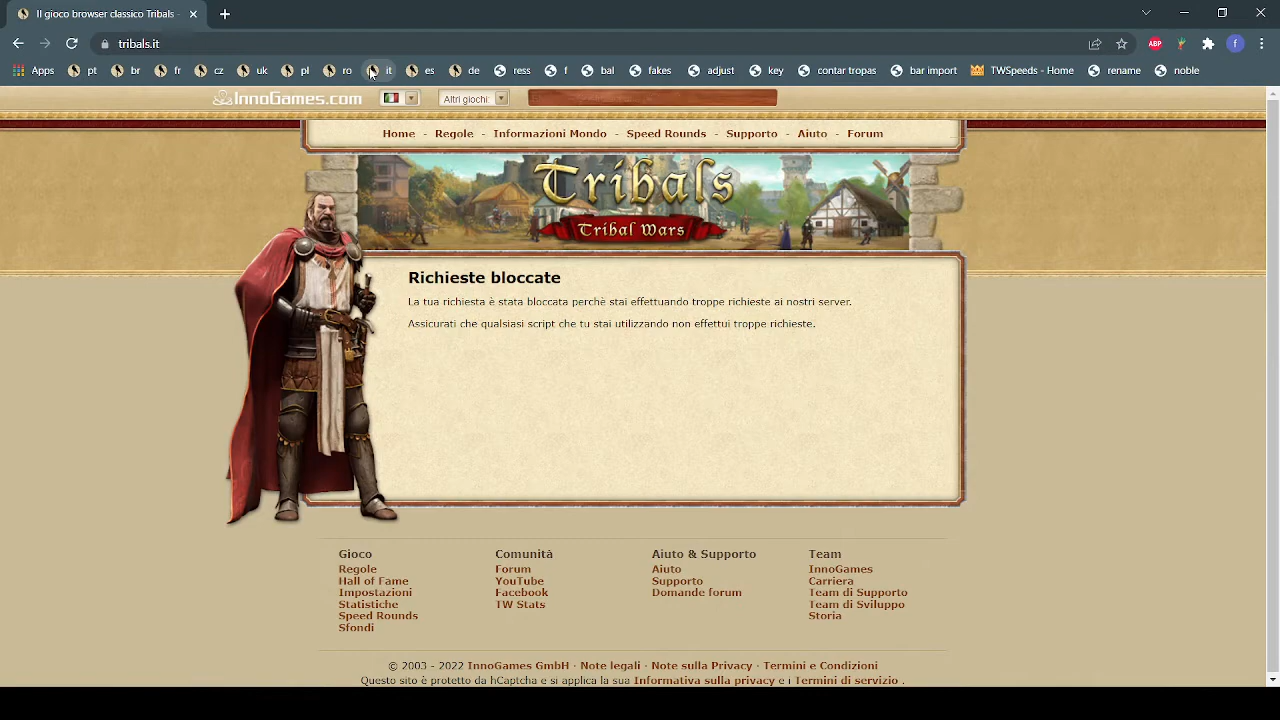 Il gioco browser classico Tribals -
tribals.it
ABP
f
Apps pt br fr cz uk pl ro it es de ress f bal fakes adjust key contar tropas bar import TWSpeeds - Home rename noble
InnoGames.com Altri giochi:
Home - Regole - Informazioni Mondo - Speed Rounds - Supporto - Aiuto - Forum
Tribals
Tribal Wars
Richieste bloccate
La tua richiesta è stata bloccata perchè stai effettuando troppe richieste ai nostri server.
Assicurati che qualsiasi script che tu stai utilizzando non effettui troppe richieste.
Gioco
Regole
Hall of Fame
Impostazioni
Statistiche
Speed Rounds
Sfondi
Comunità
Forum
YouTube
Facebook
TW Stats
Aiuto & Supporto
Aiuto
Supporto
Domande forum
Team
InnoGames
Carriera
Team di Supporto
Team di Sviluppo
Storia
© 2003 - 2022 InnoGames GmbH · Note legali · Note sulla Privacy · Termini e Condizioni
Questo sito è protetto da hCaptcha e si applica la sua Informativa sulla privacy e i Termini di servizio .